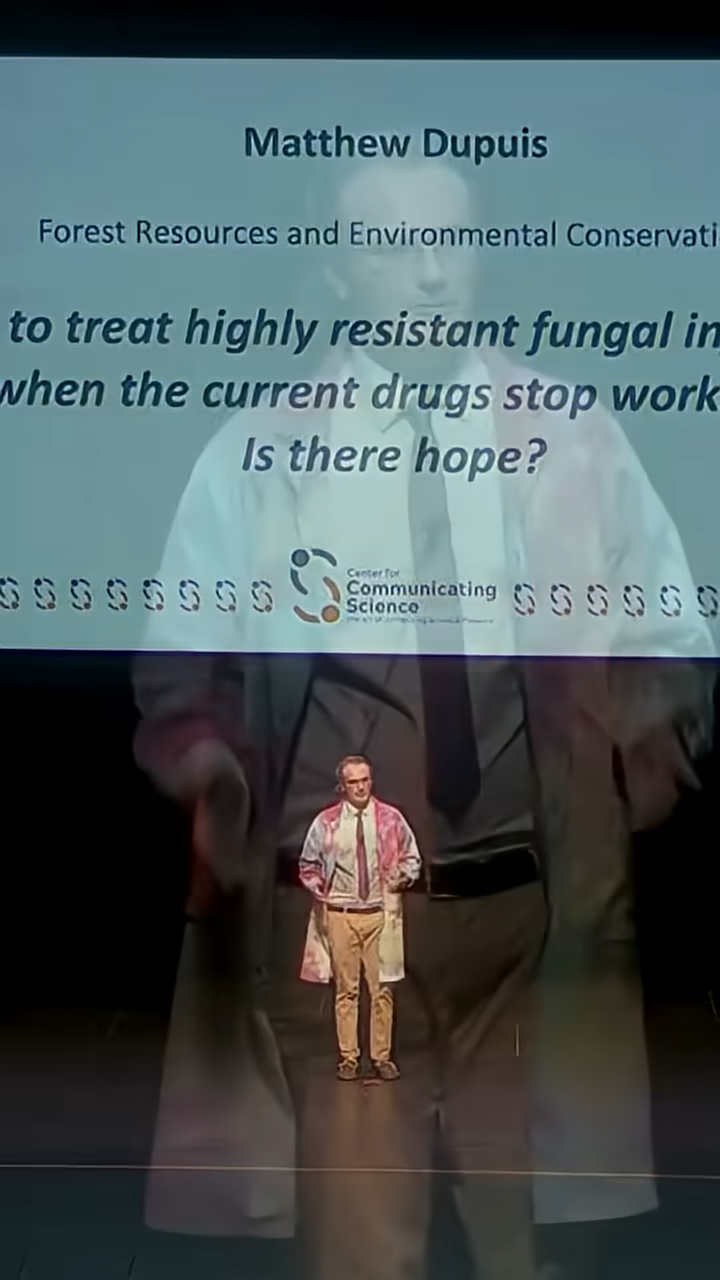 Matthew Dupuis
Forest Resources and Environmental Conservati
to treat highly resistant fungal in
when the current drugs stop work
Is there hope?
Center for
Communicating
Science